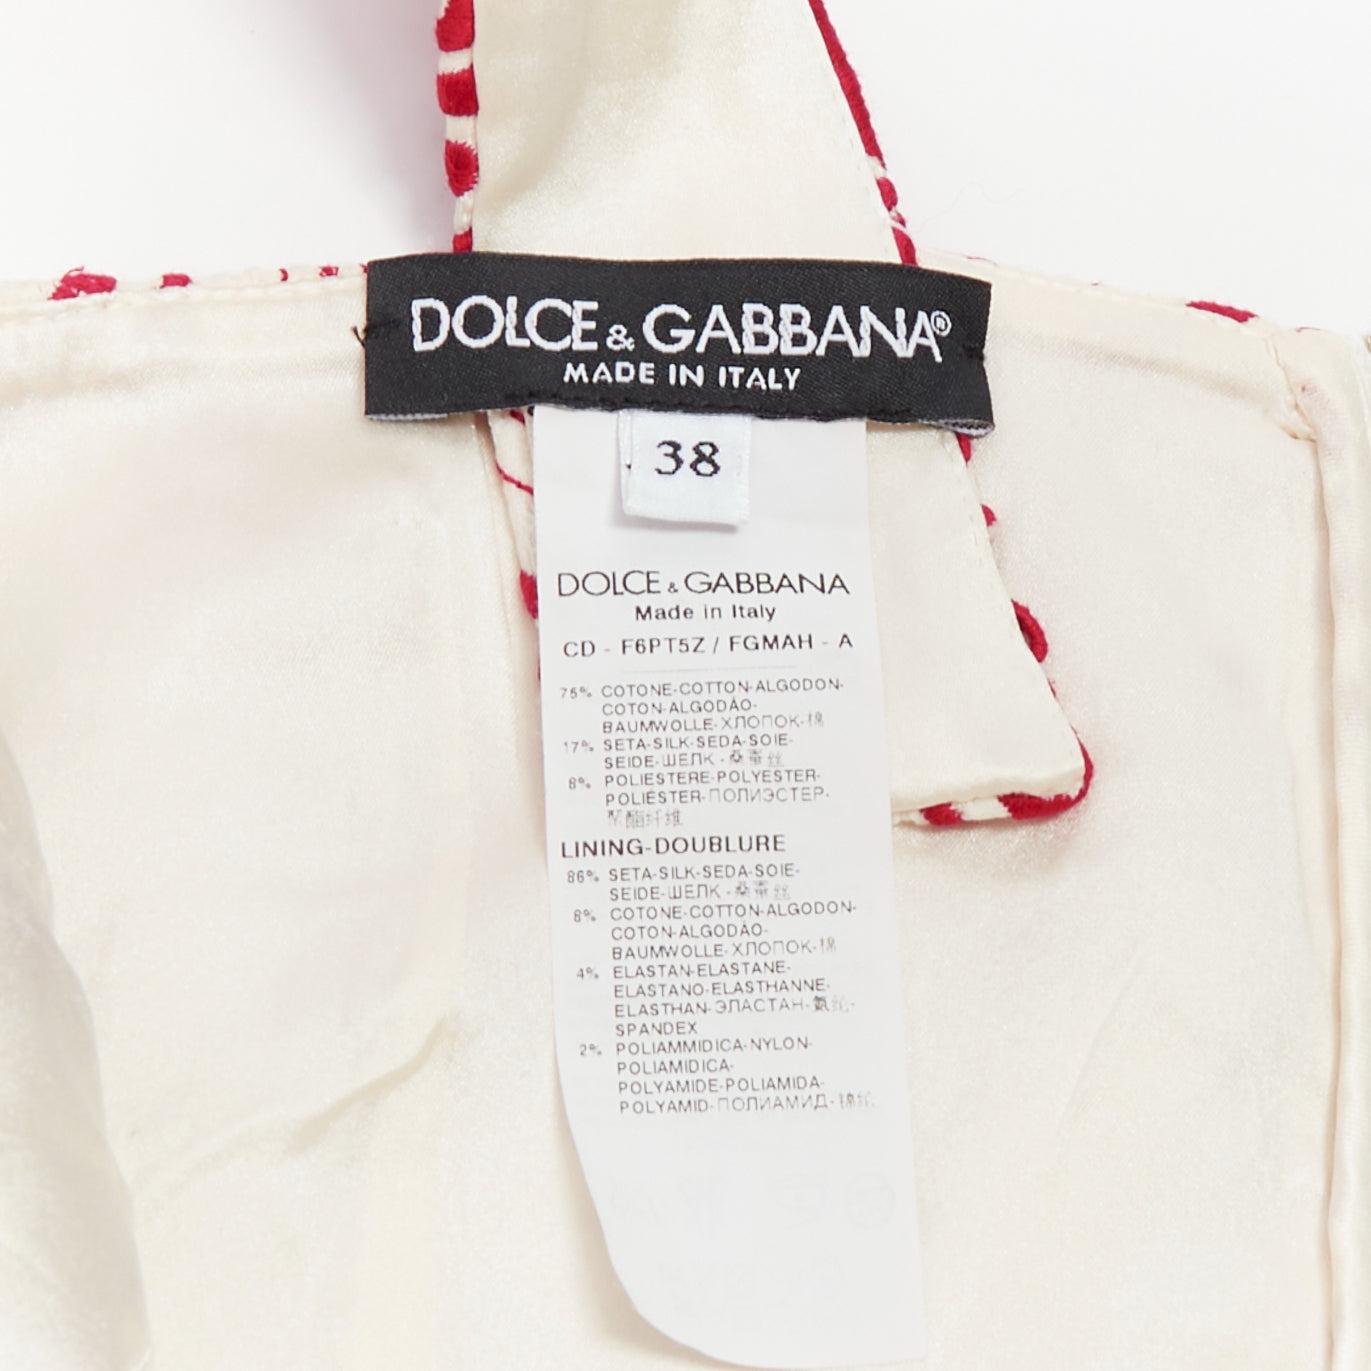 DOLCE & GABBANA®
MADE IN ITALY
38
DOLCE & GABBANA
Made in Italy
CD - F6PT5Z / FGMAH - A
75% COTONE-COTTON-ALGODON-
COTON-ALGODÃO-
BAUMWOLLE-ХЛОПОК-棉
17% SETA-SILK-SEDA-SOIE-
SEIDE-ШЕЛК-桑蚕丝
8% POLIESTERE-POLYESTER-
POLIÉSTER-ПОЛИЭСТЕР-
聚酯纤维
LINING-DOUBLURE
86% SETA-SILK-SEDA-SOIE-
SEIDE-ШЕЛК-桑蚕丝
8% COTONE-COTTON-ALGODON-
COTON-ALGODÃO-
BAUMWOLLE-ХЛОПОК-棉
4% ELASTAN-ELASTANE-
ELASTANO-ELASTHANNE-
ELASTHAN-ЭЛАСТАН-氨纶-
SPANDEX
2% POLIAMMIDICA-NYLON-
POLIAMIDICA-
POLYAMIDE-POLIAMIDA-
POLYAMID-ПОЛИАМИД-锦纶